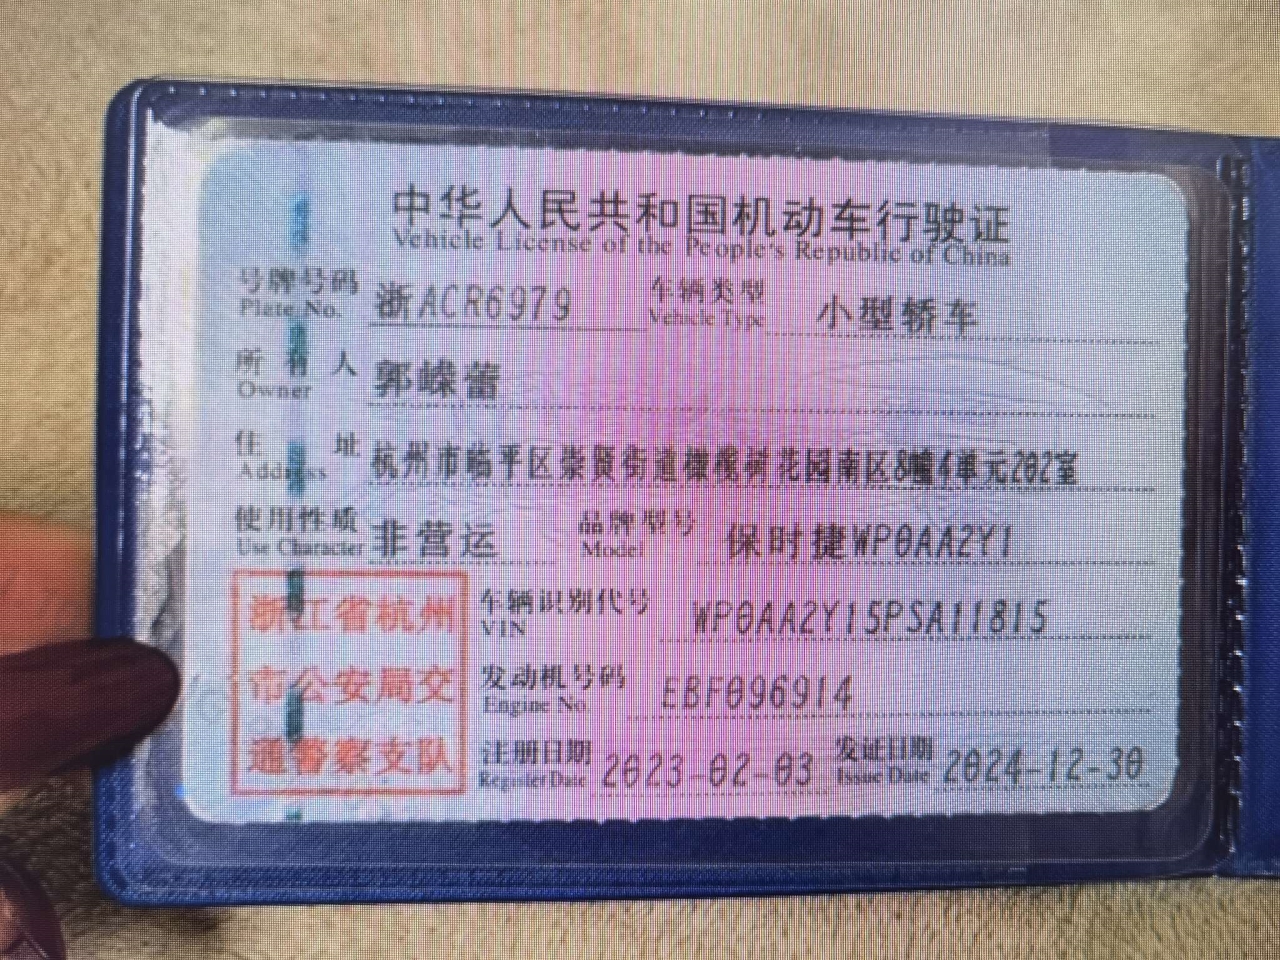 中华人民共和国机动车行驶证
Vehicle License of the People's Republic of China
号牌号码 浙ACR6979 车辆类型 小型轿车
Plate No. Vehicle Type
所有人 郭嵘蕾
Owner
住址 杭州市临平区崇贤街道橄榄树花园南区8幢4单元202室
Address
使用性质 非营运 品牌型号 保时捷WP0AA2Y1
Use Character Model
浙江省杭州
市公安局交
通警察支队
车辆识别代号 WP0AA2Y15PSA11815
VIN
发动机号码 EBF096914
Engine No.
注册日期 2023-02-03 发证日期 2024-12-30
Register Date Issue Date